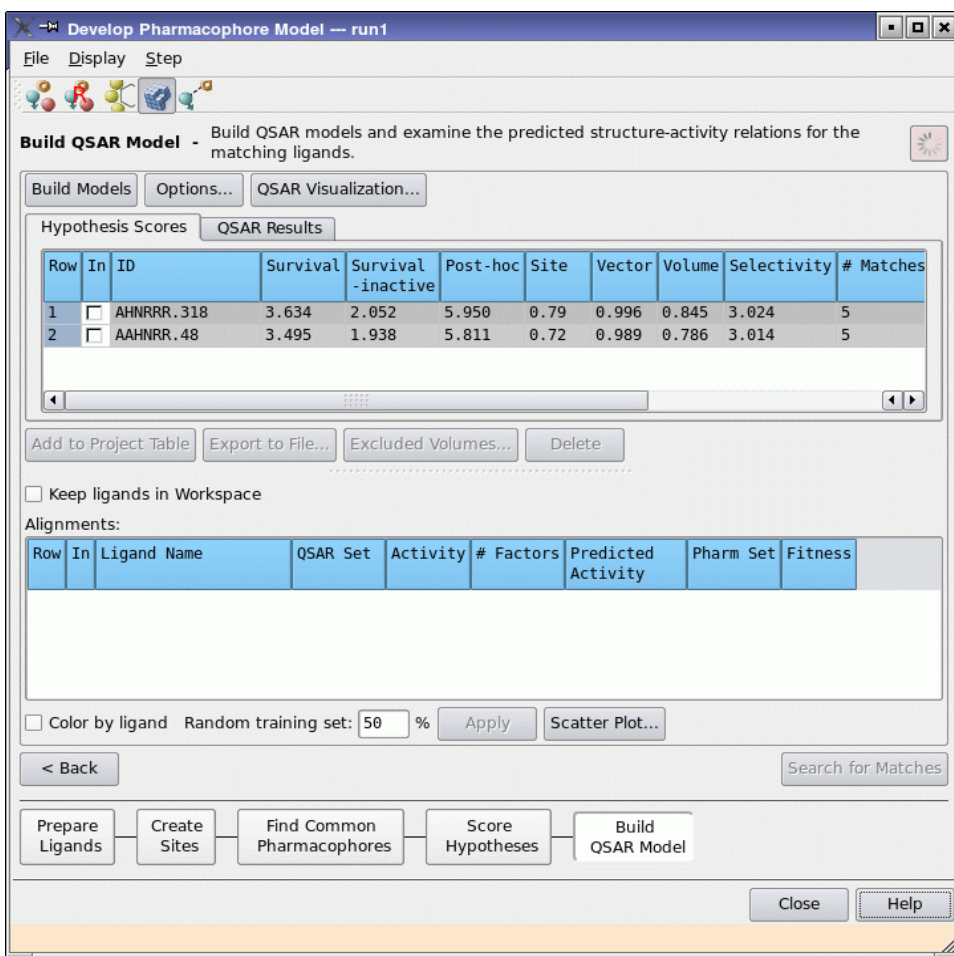 Develop Pharmacophore Model --- run1
File Display Step
R
Build QSAR Model - Build QSAR models and examine the predicted structure-activity relations for the
matching ligands.
Build Models Options... QSAR Visualization...
Hypothesis Scores QSAR Results
Row In ID Survival Survival Post-hoc Site Vector Volume Selectivity # Matches
-inactive
1 AHNRRR.318 3.634 2.052 5.950 0.79 0.996 0.845 3.024 5
2 AAHNRR.48 3.495 1.938 5.811 0.72 0.989 0.786 3.014 5
Add to Project Table Export to File... Excluded Volumes... Delete
Keep ligands in Workspace
Alignments:
Row In Ligand Name QSAR Set Activity # Factors Predicted Pharm Set Fitness
Activity
Color by ligand Random training set: 50 % Apply Scatter Plot...
< Back Search for Matches
Prepare Create Find Common Score Build
Ligands Sites Pharmacophores Hypotheses QSAR Model
Close Help